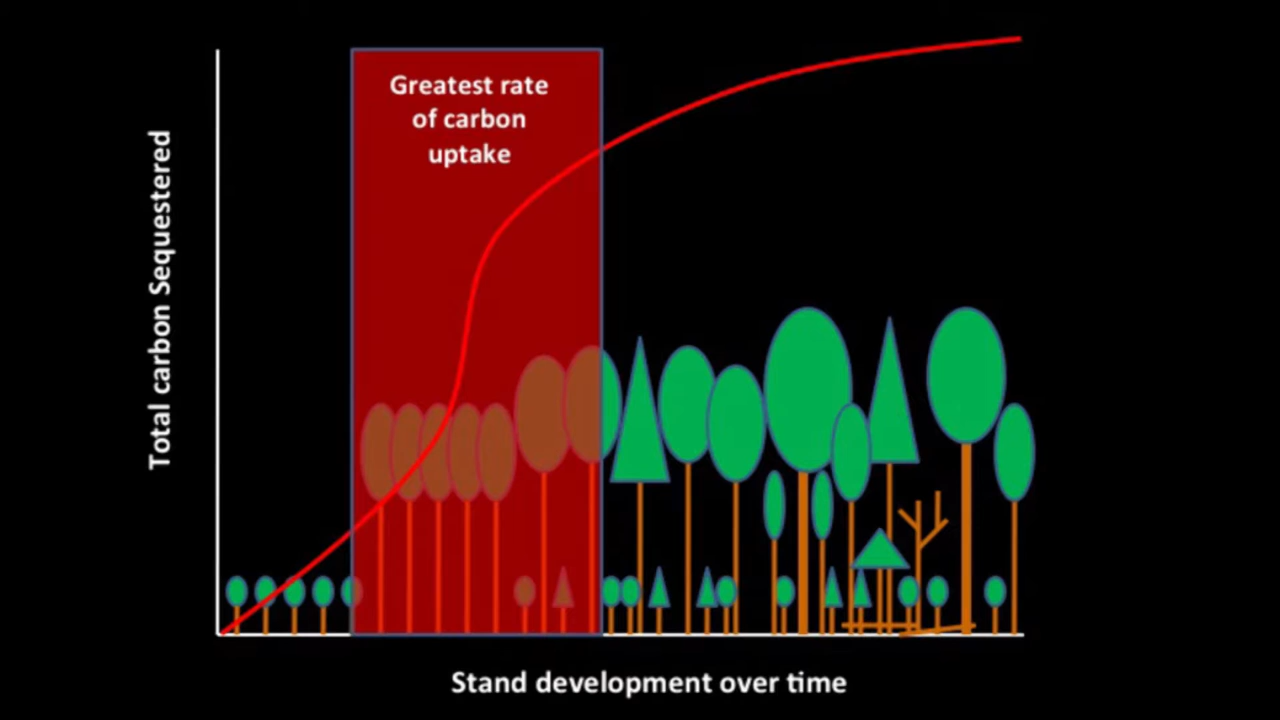 Greatest rate
of carbon
uptake
Total carbon Sequestered
Stand development over time